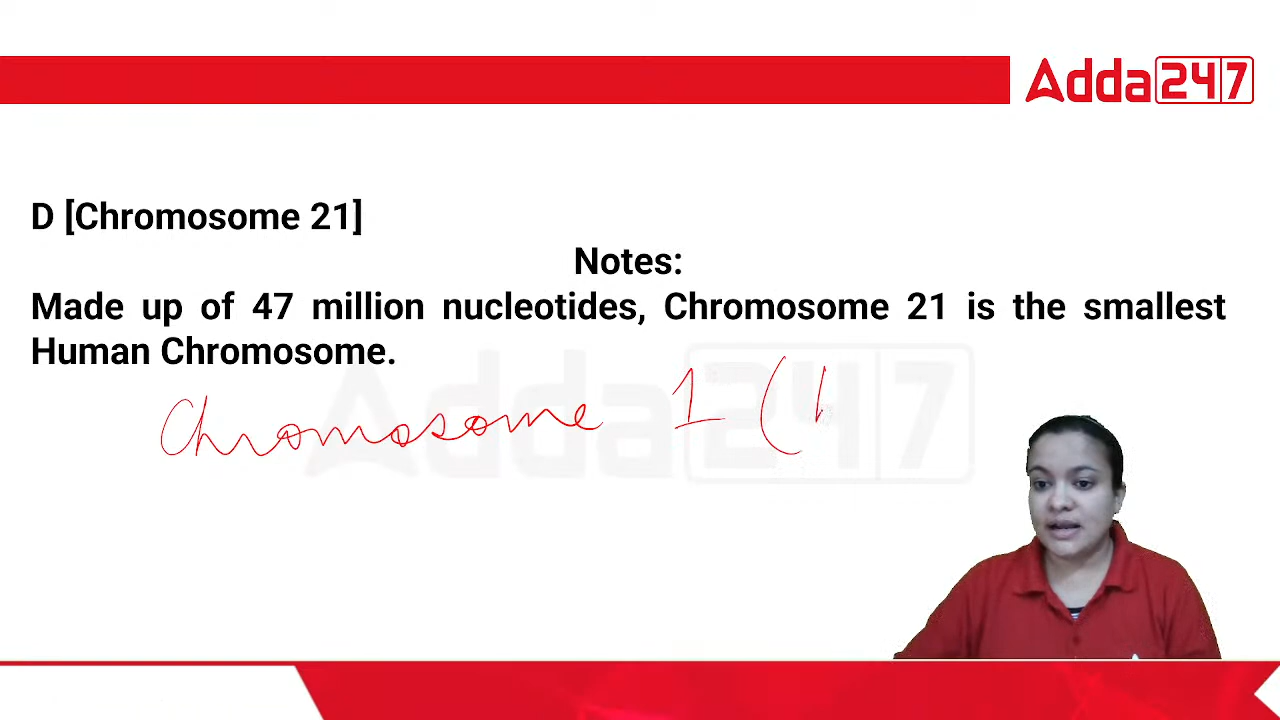 Adda247
D [Chromosome 21]
Notes:
Made up of 47 million nucleotides, Chromosome 21 is the smallest
Human Chromosome.
Chromosome 1 (